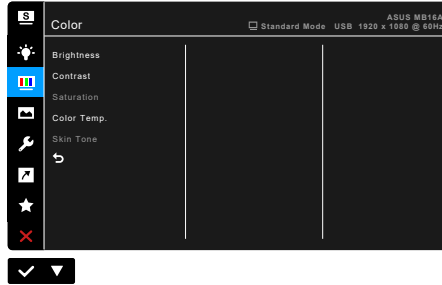 S
Color
ASUS MB16A
Standard Mode USB 1920 x 1080 @ 60Hz
Brightness
Contrast
Saturation
Color Temp.
Skin Tone